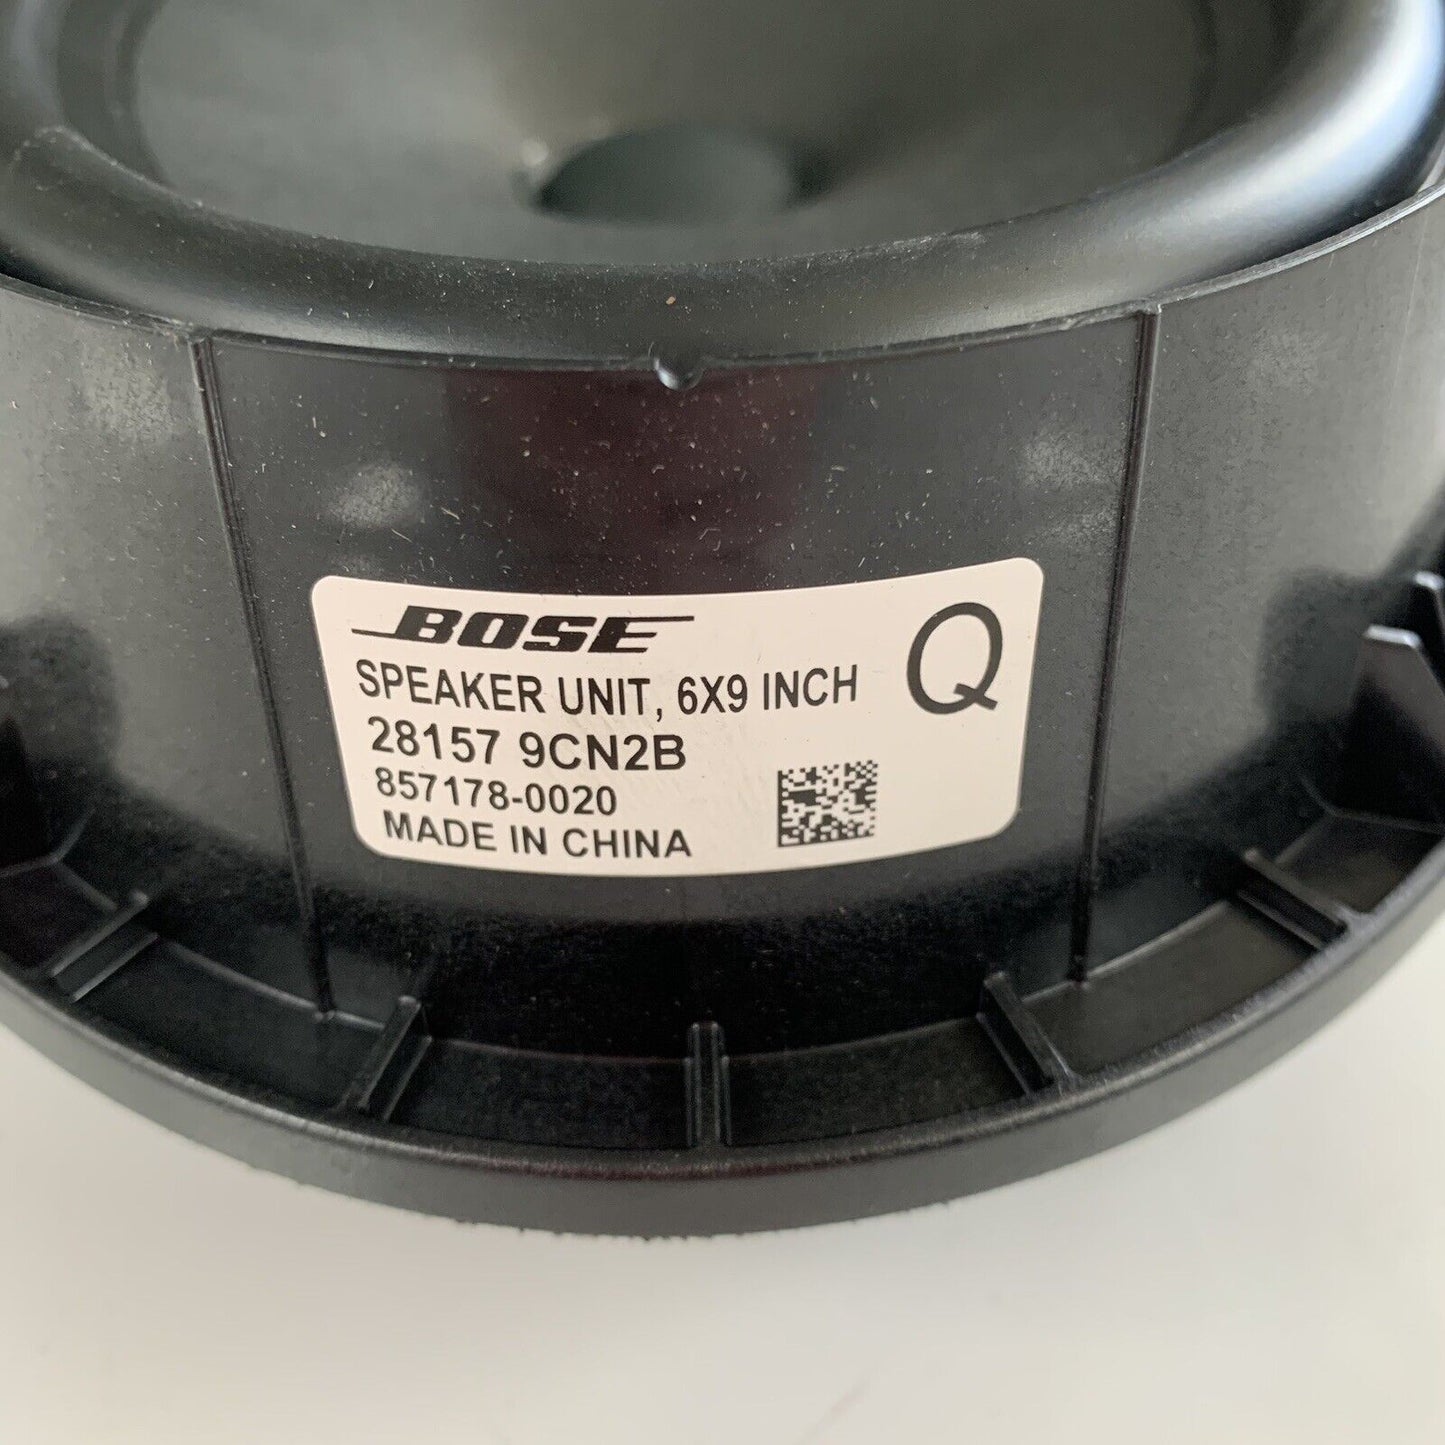 BOSE
Q
SPEAKER UNIT, 6X9 INCH
28157 9CN2B
857178-0020
MADE IN CHINA